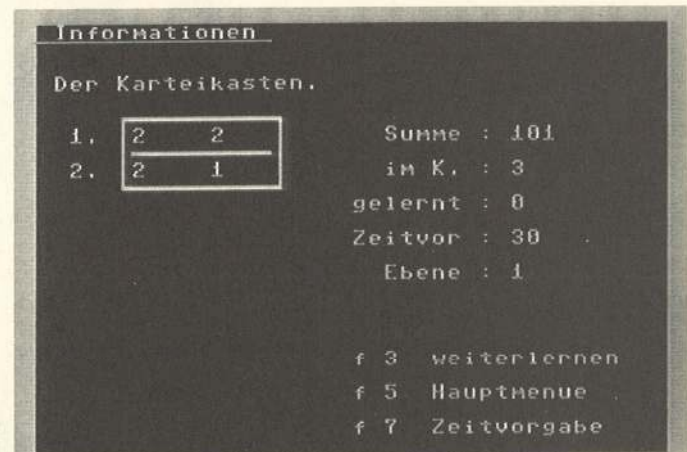 Informationen
Der Karteikasten.
1. 2 2
2. 2 1
Summe : 101
im K. : 3
gelernt : 0
Zeitvor : 30
Ebene : 1
f 3 weiterlernen
f 5 Hauptmenue
f 7 Zeitvorgabe